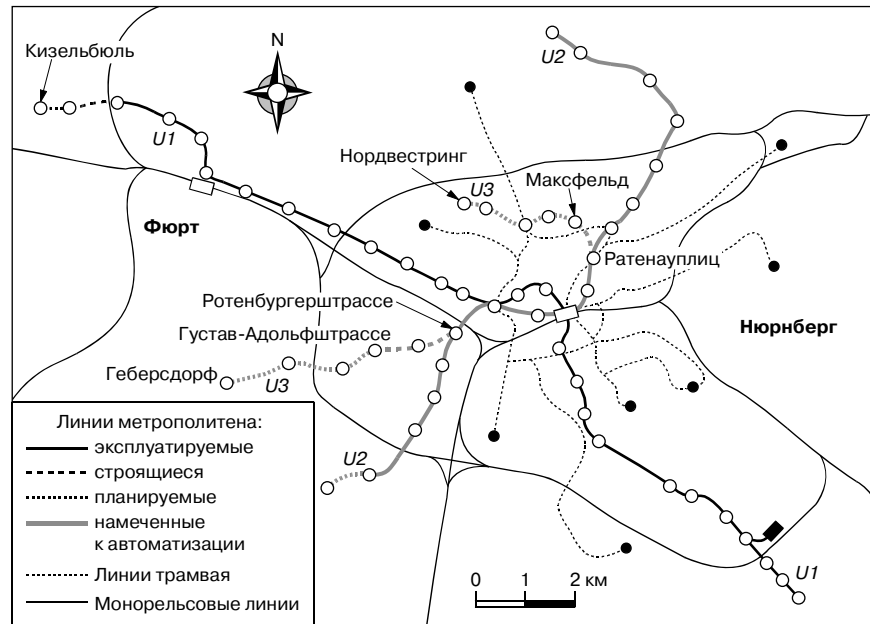 N
U2
Кизельбюль
U1
Нордвестринг
U3
Максфельд
Фюрт
Ратенауплиц
Ротенбургерштрассе
Густав-Адольфштрассе
Нюрнберг
Геберсдорф
U3
Линии метрополитена:
эксплуатируемые
строящиеся
планируемые
намеченные
к автоматизации
Линии трамвая
Монорельсовые линии
U2
0 1 2 км
U1